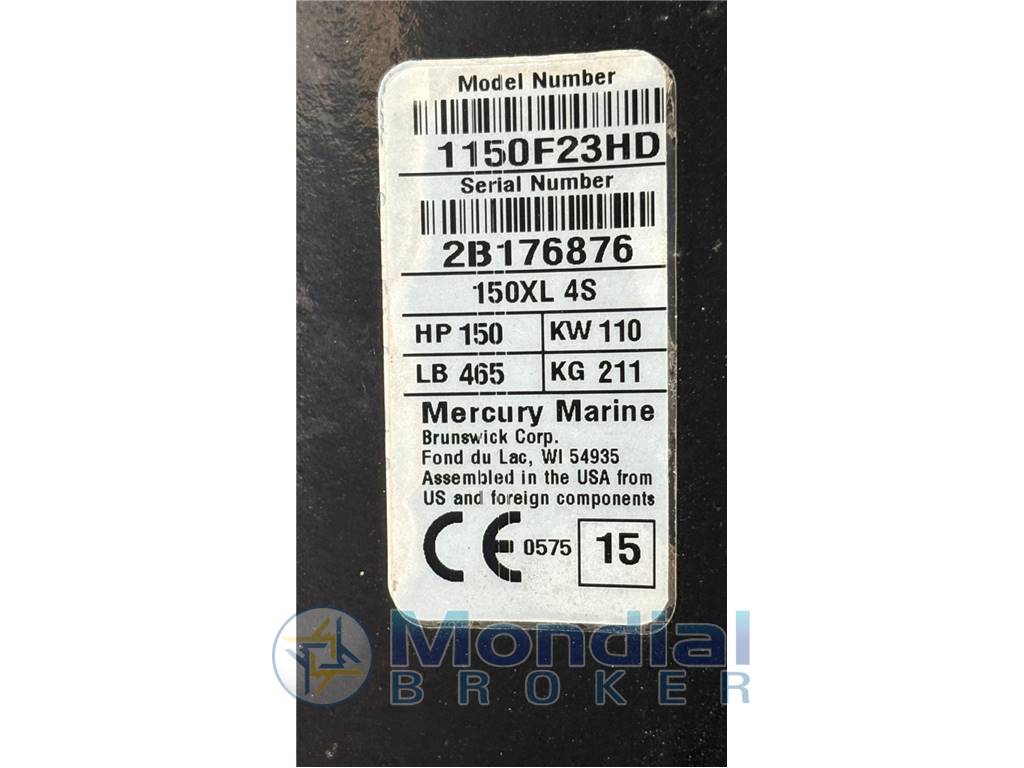 Model Number
1150F23HD
Serial Number
2B176876
150XL 4S
HP 150 KW 110
LB 465 KG 211
Mercury Marine
Brunswick Corp.
Fond du Lac, WI 54935
Assembled in the USA from
US and foreign components
CE 0575 15
Mondial
BROKER